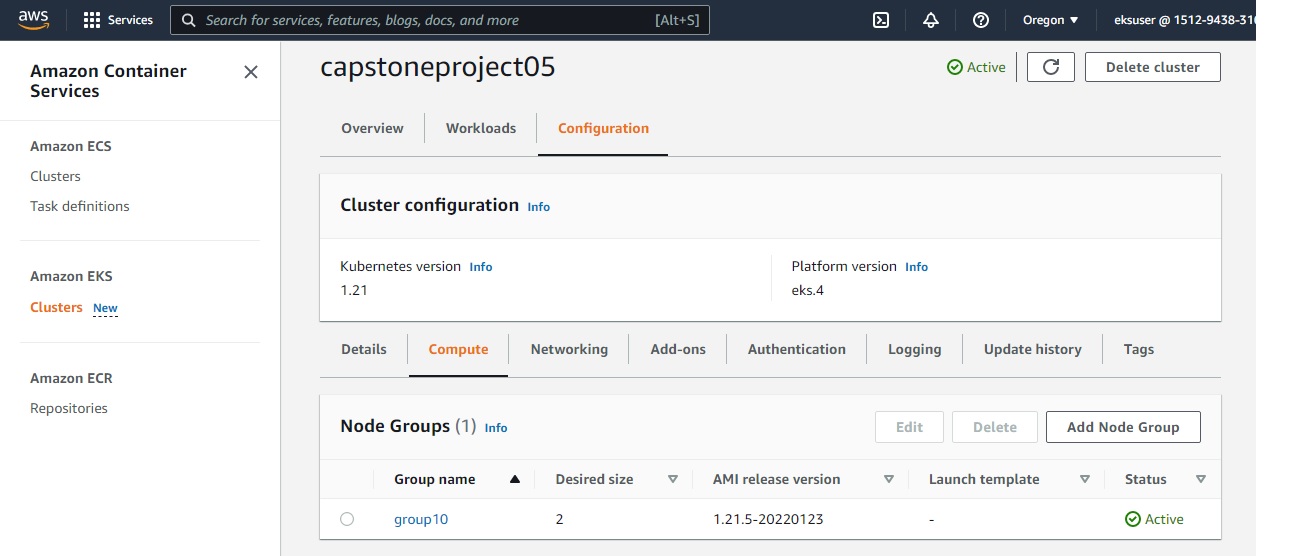 aws Services Search for services, features, blogs, docs, and more [Alt+S] Oregon eksuser @ 1512-9438-31
Amazon Container
Services
Amazon ECS
Clusters
Task definitions
Amazon EKS
Clusters New
Amazon ECR
Repositories
capstoneproject05 Active Delete cluster
Overview Workloads Configuration
Cluster configuration Info
Kubernetes version Info Platform version Info
1.21 eks.4
Details Compute Networking Add-ons Authentication Logging Update history Tags
Node Groups (1) Info Edit Delete Add Node Group
Group name Desired size AMI release version Launch template Status
group10 2 1.21.5-20220123 - Active